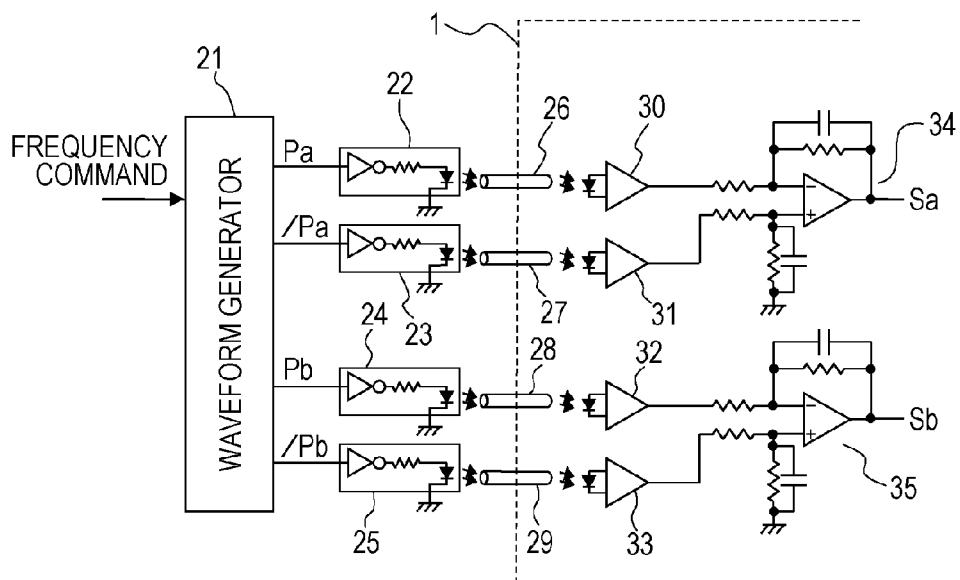 1
21
22
26
30
34
FREQUENCY
COMMAND
WAVEFORM GENERATOR
Pa
/Pa
Sa
23
27
31
24
28
32
Pb
/Pb
Sb
25
29
33
35
−
+
−
+